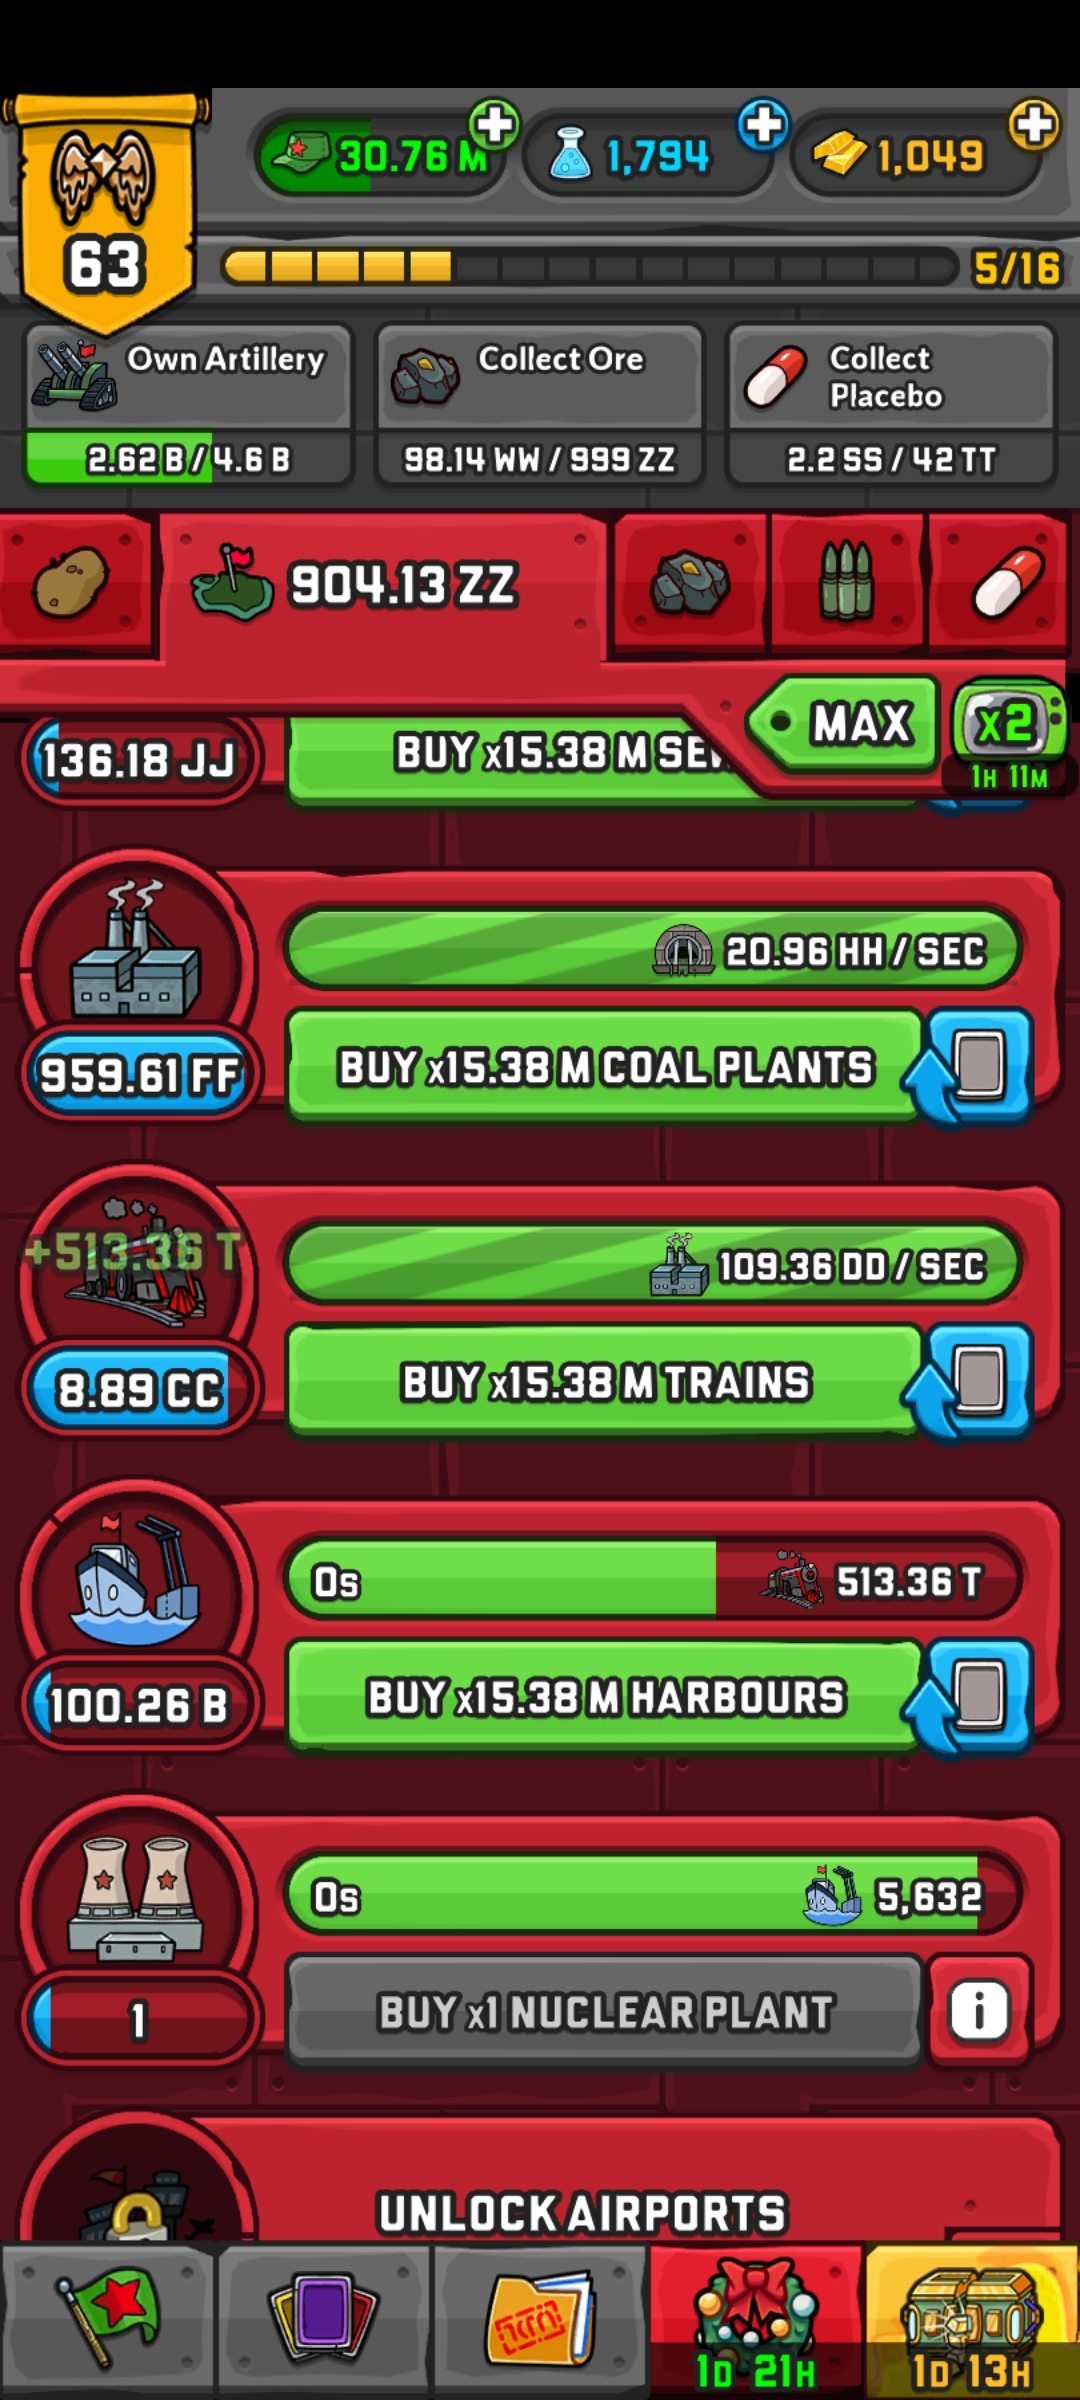 30.76 M
1,794
1,049
63
5/16
Own Artillery
2.62 B / 4.6 B
Collect Ore
98.14 WW / 999 ZZ
Collect
Placebo
2.2 SS / 42 TT
904.13 ZZ
MAX
x2
1H 11M
136.18 JJ
BUY x15.38 M
20.96 HH / SEC
959.61 FF
BUY x15.38 M COAL PLANTS
+513.36 T
109.36 DD / SEC
8.89 CC
BUY x15.38 M TRAINS
0s
513.36 T
100.26 B
BUY x15.38 M HARBOURS
0s
5,632
1
BUY x1 NUCLEAR PLANT
i
UNLOCK AIRPORTS
1D 21H
1D 13H